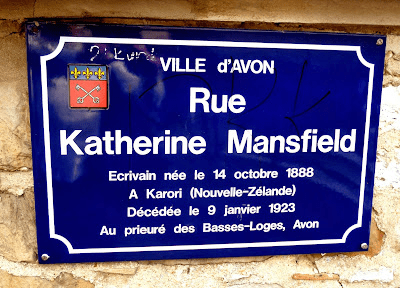 VILLE d'AVON
Rue
Katherine Mansfield
Ecrivain née le 14 octobre 1888
A Karori (Nouvelle-Zélande)
Décédée le 9 janvier 1923
Au prieuré des Basses-Loges, Avon